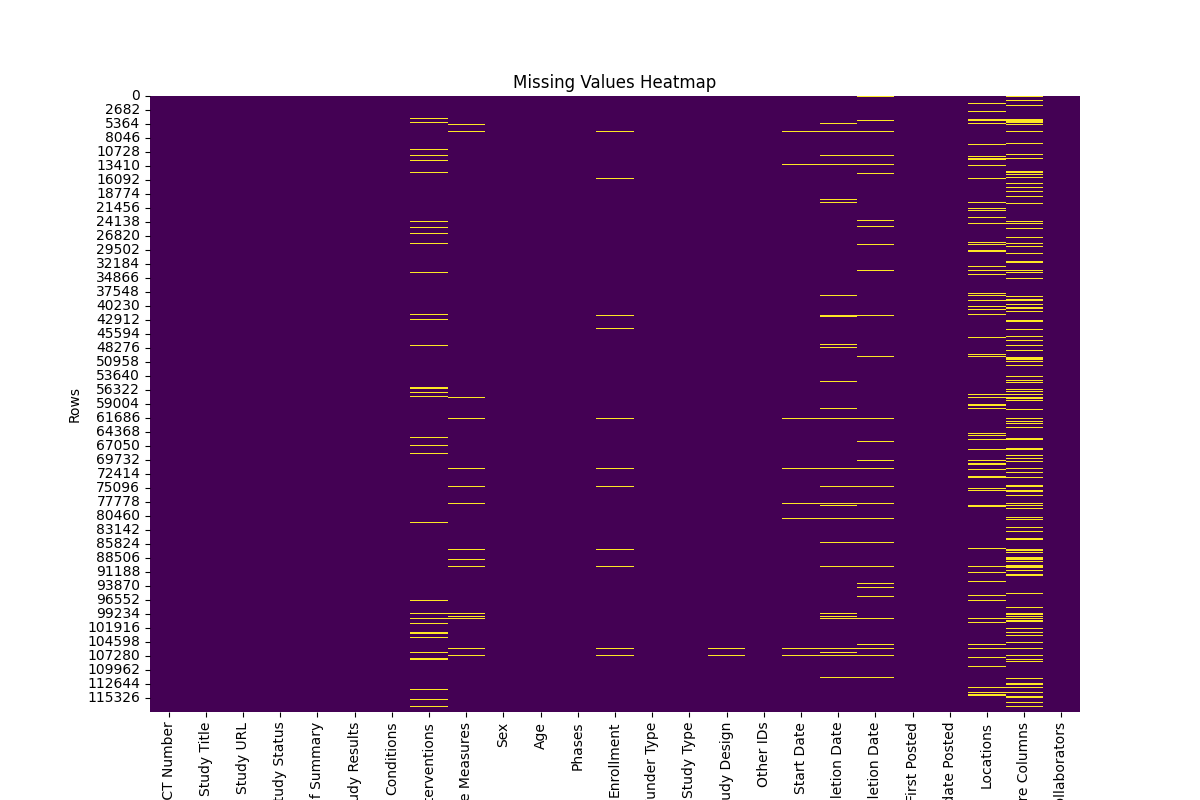 Missing Values Heatmap
Rows
0
2682
5364
8046
10728
13410
16092
18774
21456
24138
26820
29502
32184
34866
37548
40230
42912
45594
48276
50958
53640
56322
59004
61686
64368
67050
69732
72414
75096
77778
80460
83142
85824
88506
91188
93870
96552
99234
101916
104598
107280
109962
112644
115326
CT Number
Study Title
Study URL
tudy Status
f Summary
udy Results
Conditions
terventions
e Measures
Sex
Age
Phases
Enrollment
under Type
Study Type
udy Design
Other IDs
Start Date
letion Date
letion Date
First Posted
date Posted
Locations
re Columns
ollaborators